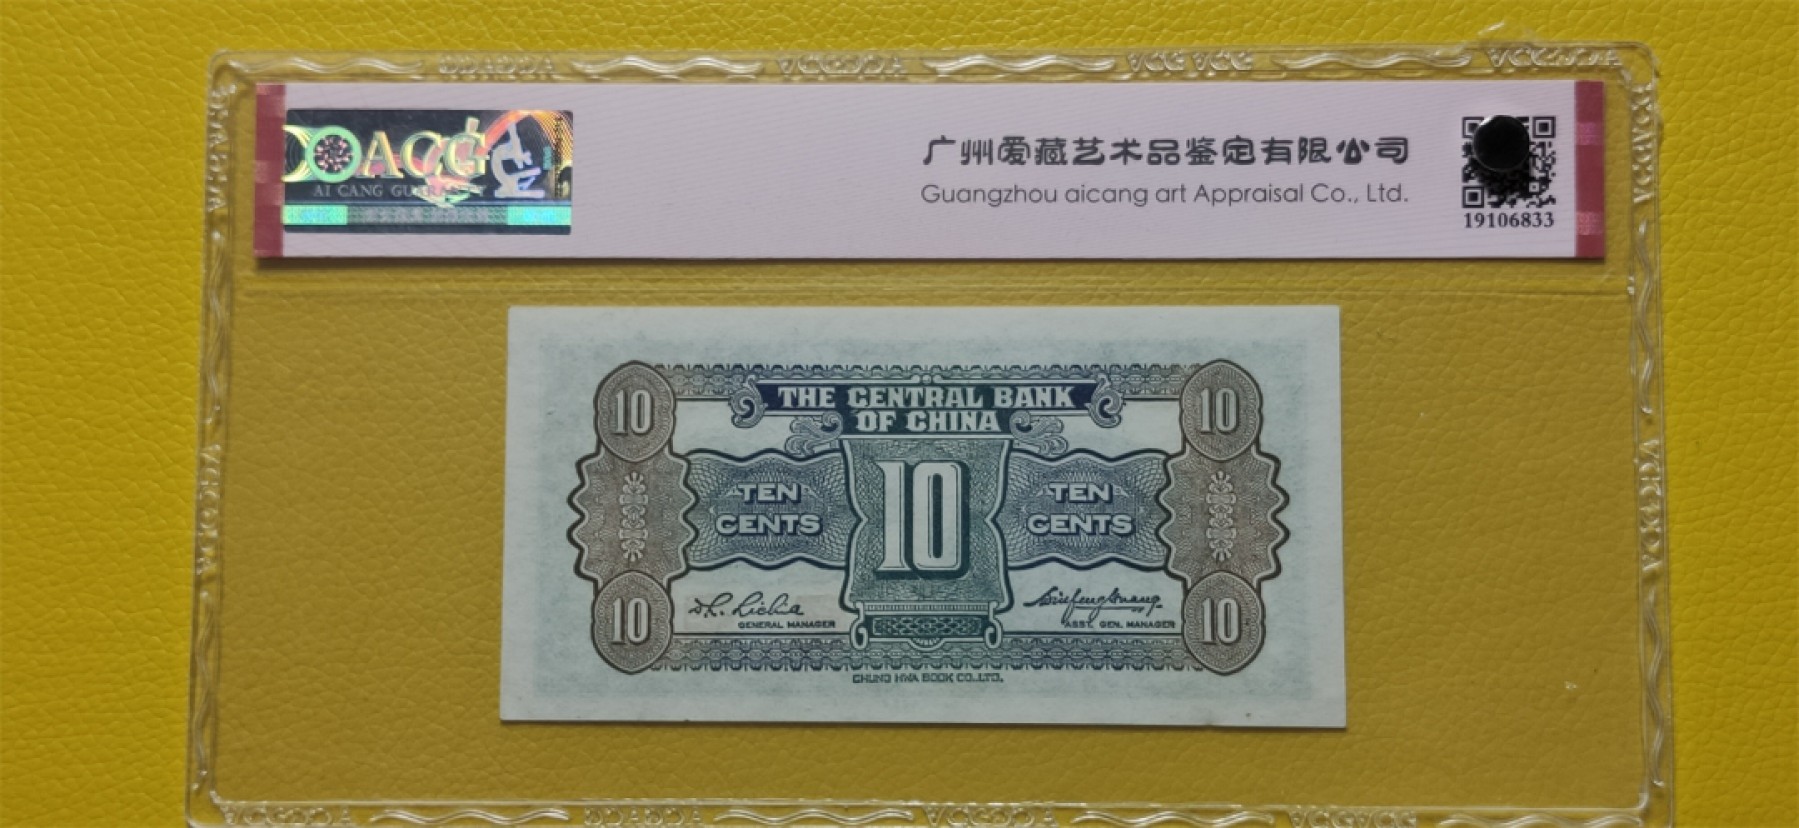 ACG
AI CANG GUARANTY
广州爱藏艺术品鉴定有限公司
Guangzhou aicang art Appraisal Co., Ltd.
19106833
10
THE CENTRAL BANK
OF CHINA
10
TEN
CENTS
10
TEN
CENTS
10
GENERAL MANAGER
ASST. GEN. MANAGER
10
CHUNG HWA BOOK CO.,LTD.